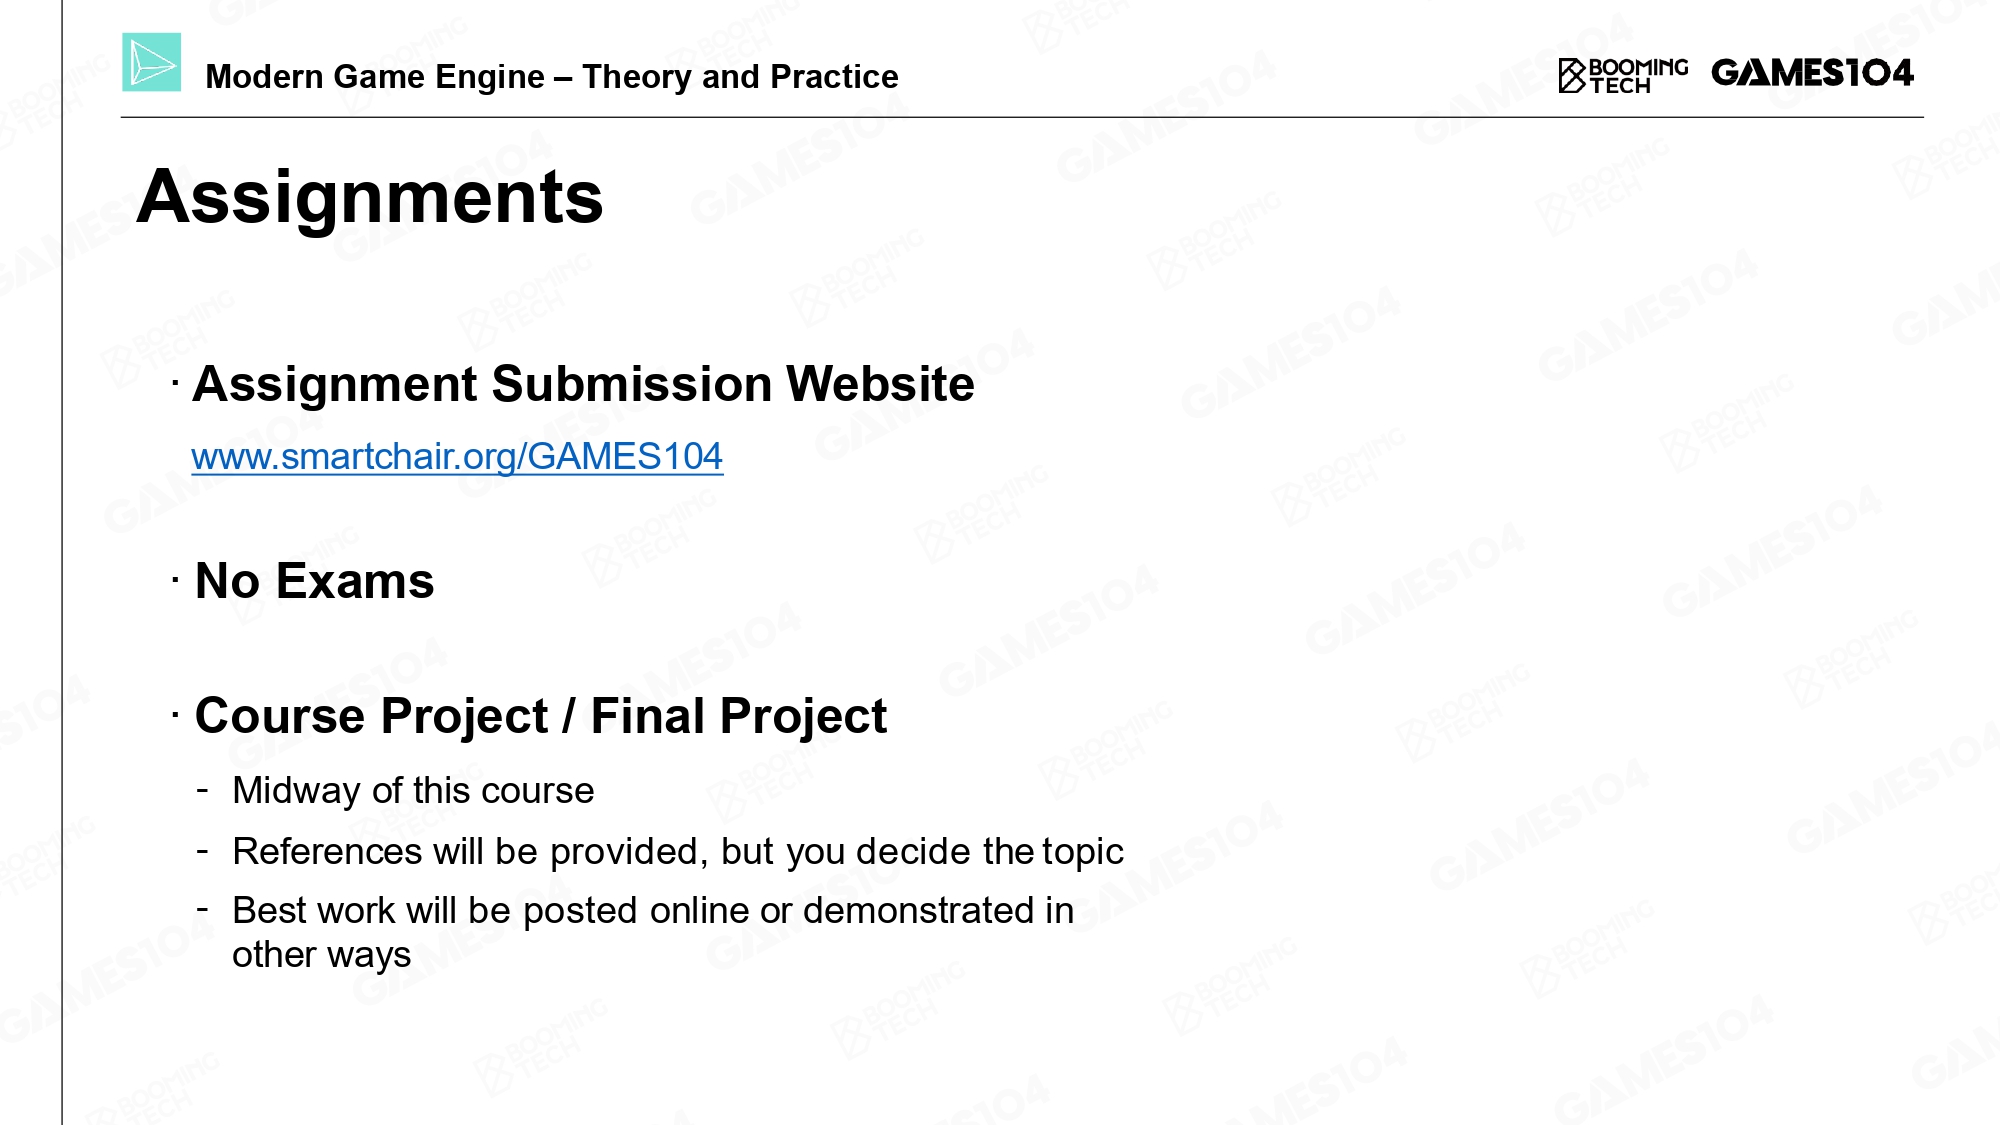 Modern Game Engine – Theory and Practice
BOOMING
TECH
GAMES104
Assignments
· Assignment Submission Website
www.smartchair.org/GAMES104
· No Exams
· Course Project / Final Project
- Midway of this course
- References will be provided, but you decide the topic
- Best work will be posted online or demonstrated in
other ways